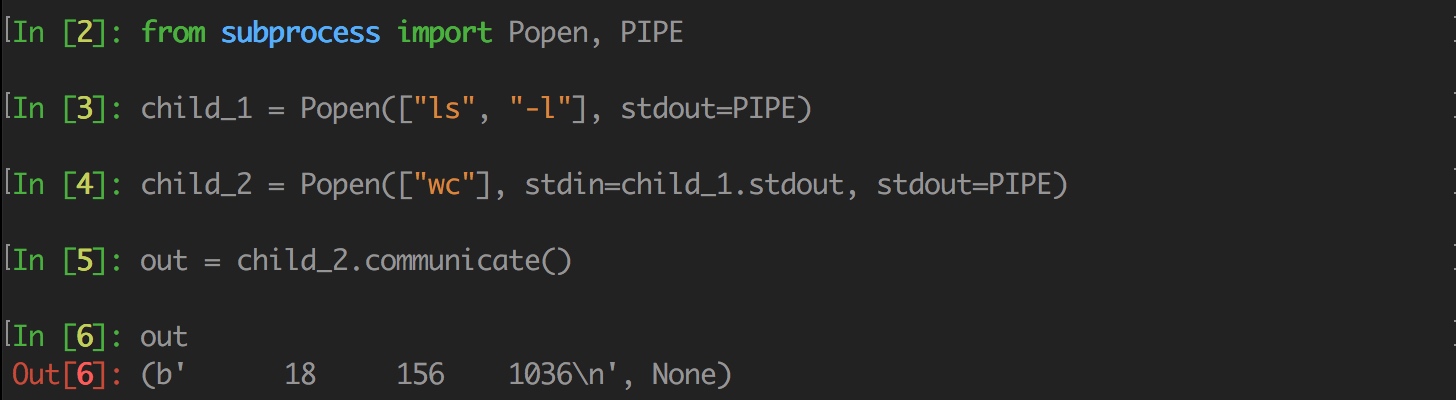 In [2]: from subprocess import Popen, PIPE
In [3]: child_1 = Popen(["ls", "-l"], stdout=PIPE)
In [4]: child_2 = Popen(["wc"], stdin=child_1.stdout, stdout=PIPE)
In [5]: out = child_2.communicate()
In [6]: out
Out[6]: (b'      18     156    1036\n', None)